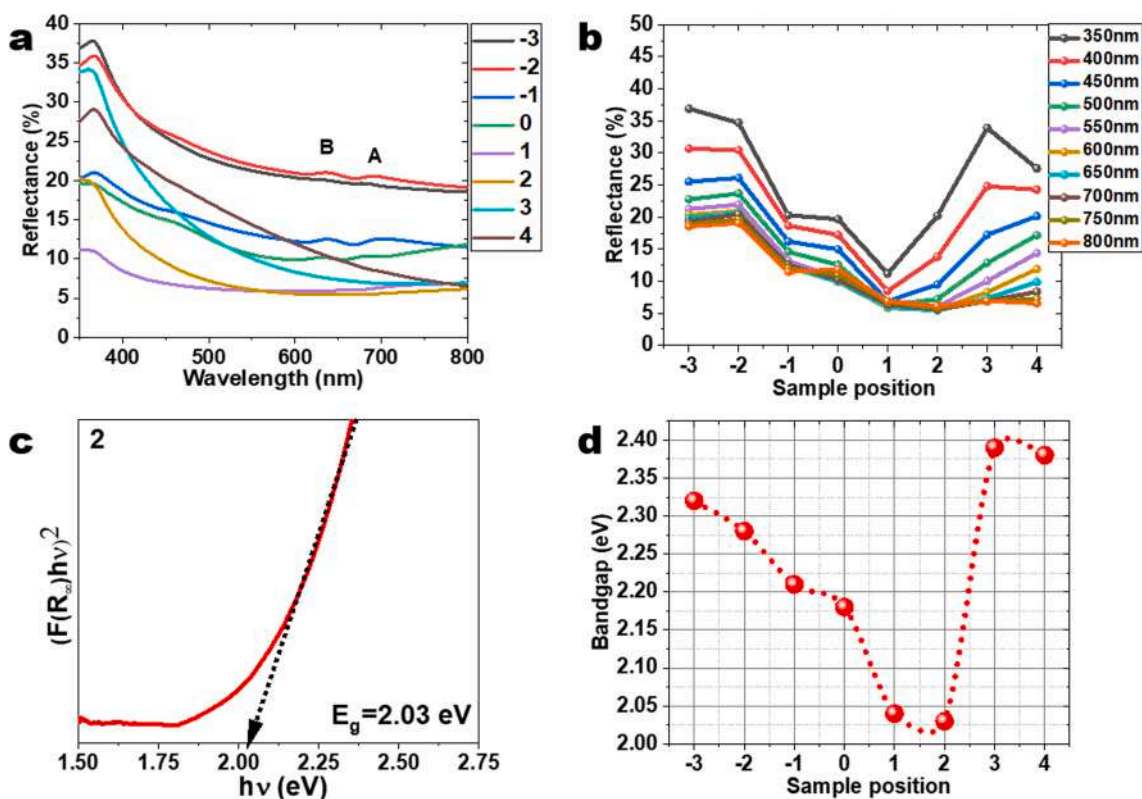 a
40
35
30
25
20
15
10
5
0
Reflectance (%)
400 500 600 700 800
Wavelength (nm)
B
A
-3
-2
-1
0
1
2
3
4
b
50
45
40
35
30
25
20
15
10
5
0
Reflectance (%)
-3 -2 -1 0 1 2 3 4
Sample position
350nm
400nm
450nm
500nm
550nm
600nm
650nm
700nm
750nm
800nm
c
2
(F(R∞)hν)²
E_g=2.03 eV
1.50 1.75 2.00 2.25 2.50 2.75
hν (eV)
d
2.40
2.35
2.30
2.25
2.20
2.15
2.10
2.05
2.00
Bandgap (eV)
-3 -2 -1 0 1 2 3 4
Sample position